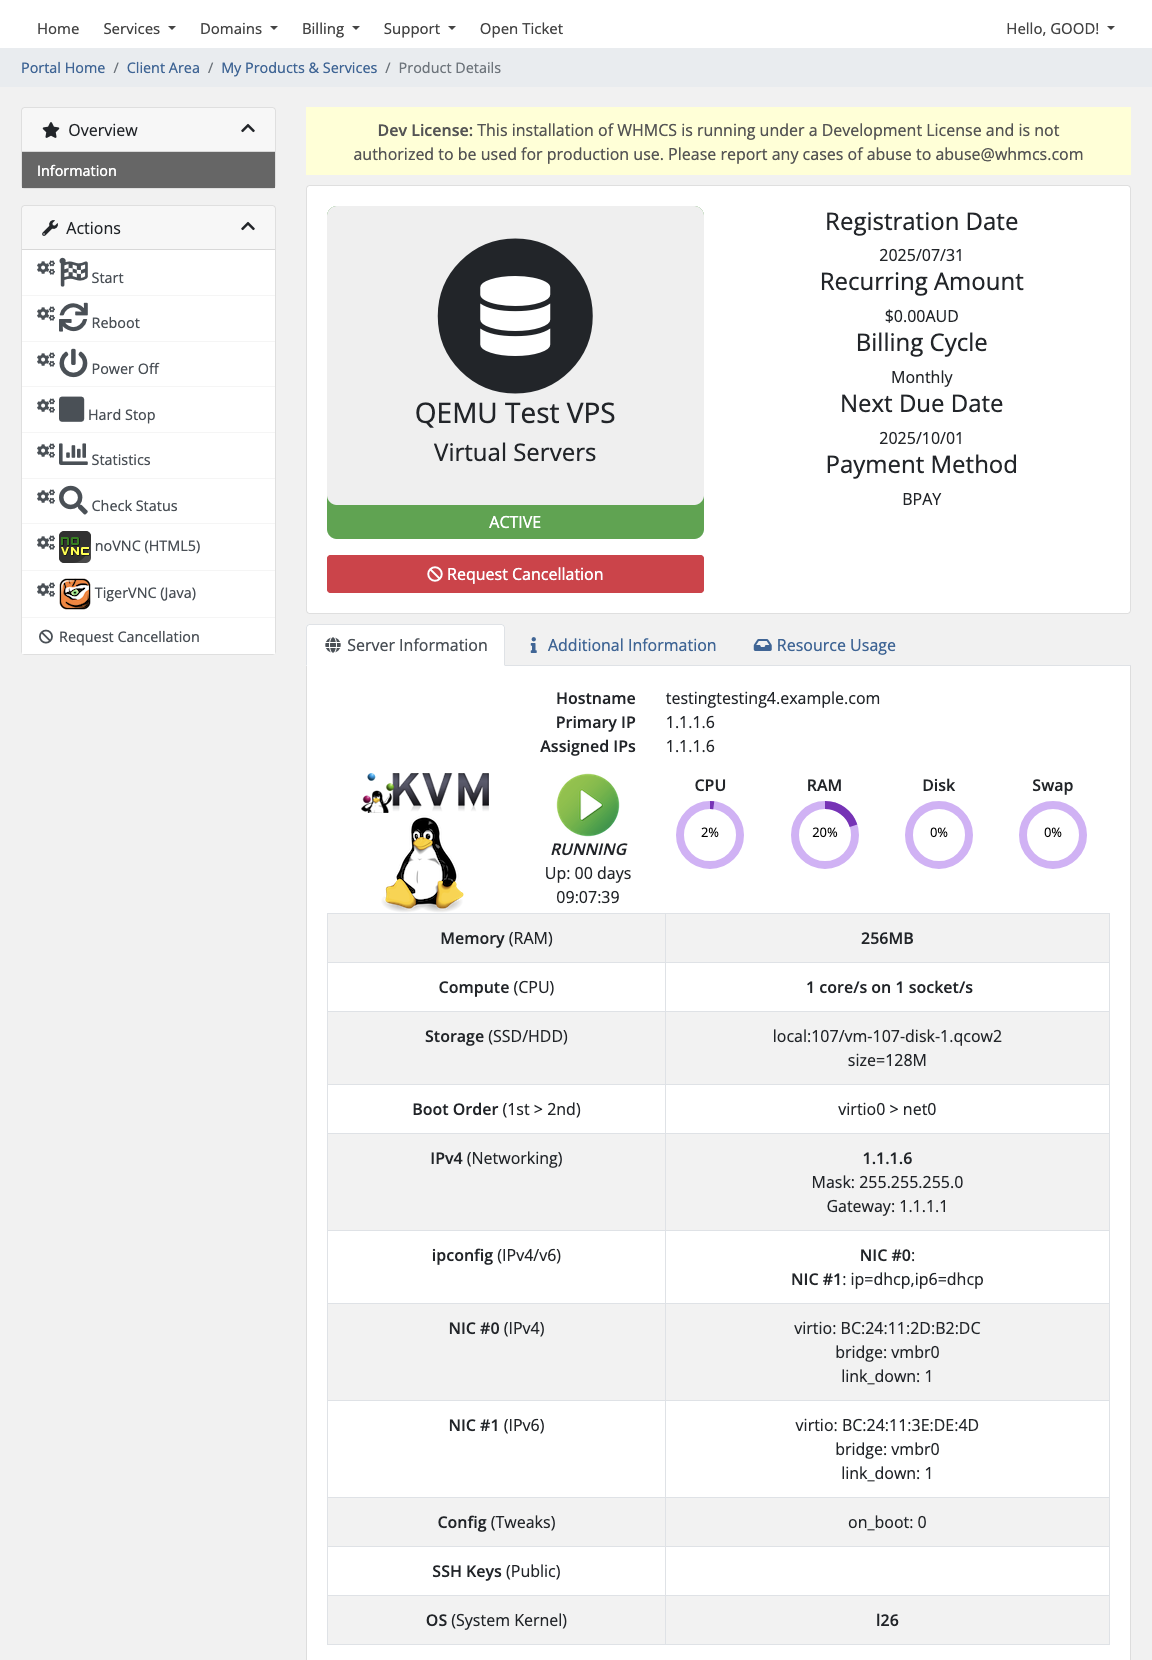 Home Services Domains Billing Support Open Ticket Hello, GOOD!
Portal Home / Client Area / My Products & Services / Product Details
Overview
Information
Actions
Start
Reboot
Power Off
Hard Stop
Statistics
Check Status
no VNC noVNC (HTML5)
TigerVNC (Java)
Request Cancellation
Dev License: This installation of WHMCS is running under a Development License and is not
authorized to be used for production use. Please report any cases of abuse to abuse@whmcs.com
QEMU Test VPS
Virtual Servers
ACTIVE
Request Cancellation
Registration Date
2025/07/31
Recurring Amount
$0.00AUD
Billing Cycle
Monthly
Next Due Date
2025/10/01
Payment Method
BPAY
Server Information Additional Information Resource Usage
Hostname testingtesting4.example.com
Primary IP 1.1.1.6
Assigned IPs 1.1.1.6
KVM
RUNNING
Up: 00 days
09:07:39
CPU RAM Disk Swap
2% 20% 0% 0%
Memory (RAM) 256MB
Compute (CPU) 1 core/s on 1 socket/s
Storage (SSD/HDD) local:107/vm-107-disk-1.qcow2
size=128M
Boot Order (1st > 2nd) virtio0 > net0
IPv4 (Networking) 1.1.1.6
Mask: 255.255.255.0
Gateway: 1.1.1.1
ipconfig (IPv4/v6) NIC #0:
NIC #1: ip=dhcp,ip6=dhcp
NIC #0 (IPv4) virtio: BC:24:11:2D:B2:DC
bridge: vmbr0
link_down: 1
NIC #1 (IPv6) virtio: BC:24:11:3E:DE:4D
bridge: vmbr0
link_down: 1
Config (Tweaks) on_boot: 0
SSH Keys (Public)
OS (System Kernel) l26